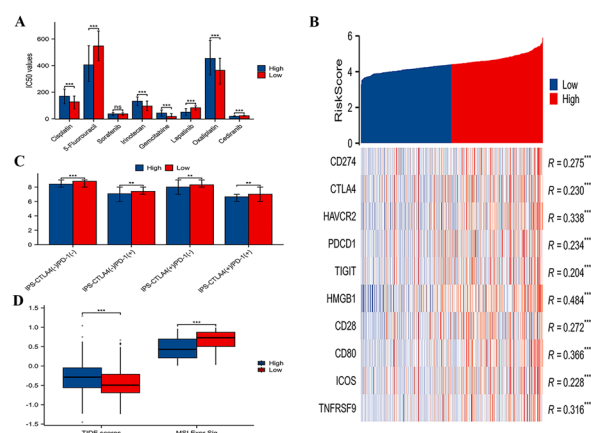 A
IC50 values
600
400
200
0
***
***
ns
***
***
***
***
***
High
Low
Cisplatin
5-Fluorouracil
Sorafenib
Irinotecan
Gemcitabine
Lapatinib
Oxaliplatin
Cediranib
B
RiskScore
6
4
2
0
Low
High
CD274 R = 0.275***
CTLA4 R = 0.230***
HAVCR2 R = 0.338***
PDCD1 R = 0.234***
TIGIT R = 0.204***
HMGB1 R = 0.484***
CD28 R = 0.272***
CD80 R = 0.366***
ICOS R = 0.228***
TNFRSF9 R = 0.316***
C
High Low
8
6
4
2
0
***
**
**
**
IPS-CTLA4(-)/PD-1(-)
IPS-CTLA4(-)/PD-1(+)
IPS-CTLA4(+)/PD-1(-)
IPS-CTLA4(+)/PD-1(+)
D
1.5
1.0
0.5
0.0
-0.5
-1.0
-1.5
***
***
High
Low
TIDE scores
MSI Expr Sig